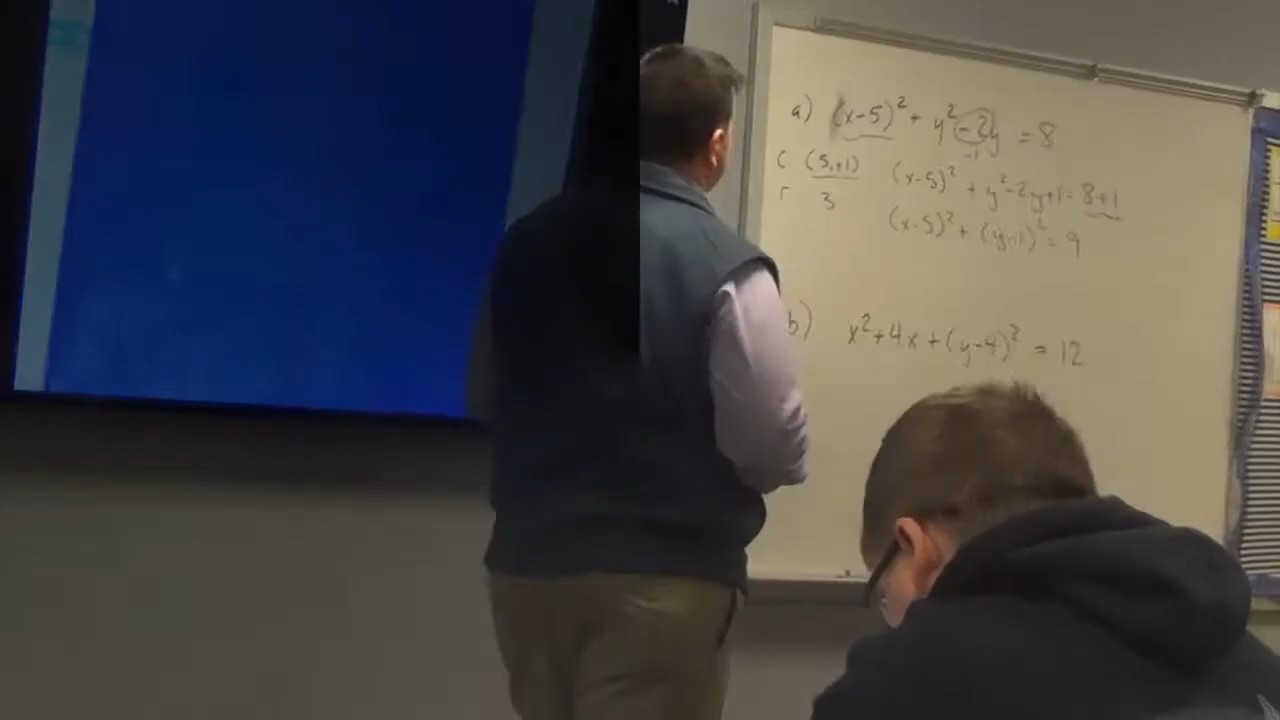 a) (x-5)² + y² -2y = 8
-1
C (5,+1) (x-5)² + y²-2y+1 = 8+1
r 3 (x-5)² + (y-1)² = 9
b) x²+4x+(y-4)² = 12